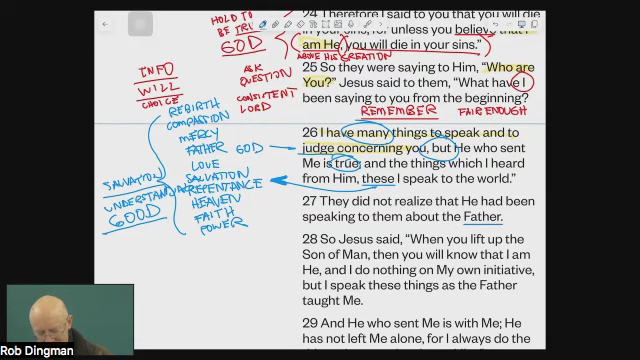 HOLD TO
BE TRUE
GOD
24 Therefore I said to you that you will die
in your sins; for unless you believe that I
am He, you will die in your sins."
ABOVE HIS CREATION
25 So they were saying to Him, "Who are
You?" Jesus said to them, "What have I
been saying to you from the beginning?
REMEMBER FAIR ENOUGH
INFO
WILL
CHOICE
ASK
QUESTION
CONSISTENT
LORD
REBIRTH
COMPASSION
MERCY
FATHER GOD
LOVE
SALVATION
REPENTANCE
HEAVEN
FAITH
POWER
SALVATION
UNDERSTAND
GOOD
26 I have many things to speak and to
judge concerning you, but He who sent
Me is true; and the things which I heard
from Him, these I speak to the world."
27 They did not realize that He had been
speaking to them about the Father.
28 So Jesus said, "When you lift up the
Son of Man, then you will know that I am
He, and I do nothing on My own initiative,
but I speak these things as the Father
taught Me.
29 And He who sent Me is with Me; He
has not left Me alone, for I always do the
Rob Dingman